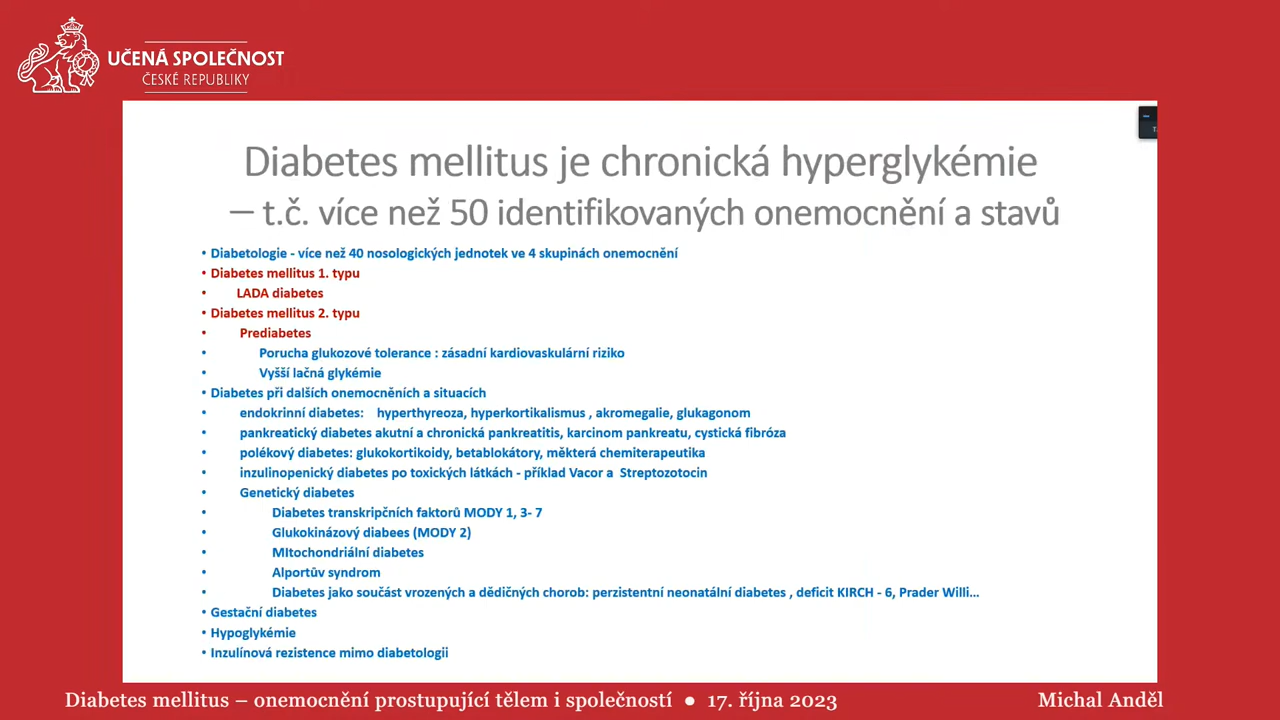 UČENÁ SPOLEČNOST
ČESKÉ REPUBLIKY
Diabetes mellitus je chronická hyperglykémie
– t.č. více než 50 identifikovaných onemocnění a stavů
• Diabetologie - více než 40 nosologických jednotek ve 4 skupinách onemocnění
• Diabetes mellitus 1. typu
• LADA diabetes
• Diabetes mellitus 2. typu
• Prediabetes
• Porucha glukozové tolerance : zásadní kardiovaskulární riziko
• Vyšší lačná glykémie
• Diabetes při dalších onemocněních a situacích
• endokrinní diabetes: hyperthyreoza, hyperkortikalismus , akromegalie, glukagonom
• pankreatický diabetes akutní a chronická pankreatitis, karcinom pankreatu, cystická fibróza
• polékový diabetes: glukokortikoidy, betablokátory, měkterá chemiterapeutika
• inzulinopenický diabetes po toxických látkách - příklad Vacor a Streptozotocin
• Genetický diabetes
• Diabetes transkripčních faktorů MODY 1, 3- 7
• Glukokinázový diabees (MODY 2)
• MItochondriální diabetes
• Alportův syndrom
• Diabetes jako součást vrozených a dědičných chorob: perzistentní neonatální diabetes , deficit KIRCH - 6, Prader Willi...
• Gestační diabetes
• Hypoglykémie
• Inzulínová rezistence mimo diabetologii
Diabetes mellitus – onemocnění prostupující tělem i společností ● 17. října 2023 Michal Anděl